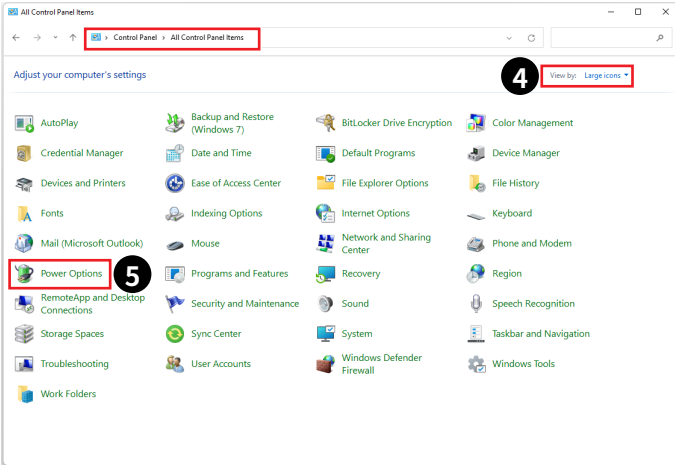 All Control Panel Items
Control Panel > All Control Panel Items
Adjust your computer's settings
4
View by: Large icons
AutoPlay
Backup and Restore
(Windows 7)
BitLocker Drive Encryption
Color Management
Credential Manager
Date and Time
Default Programs
Device Manager
Devices and Printers
Ease of Access Center
File Explorer Options
File History
Fonts
Indexing Options
Internet Options
Keyboard
Mail (Microsoft Outlook)
Mouse
Network and Sharing
Center
Phone and Modem
Power Options
5
Programs and Features
Recovery
Region
RemoteApp and Desktop
Connections
Security and Maintenance
Sound
Speech Recognition
Storage Spaces
Sync Center
System
Taskbar and Navigation
Troubleshooting
User Accounts
Windows Defender
Firewall
Windows Tools
Work Folders